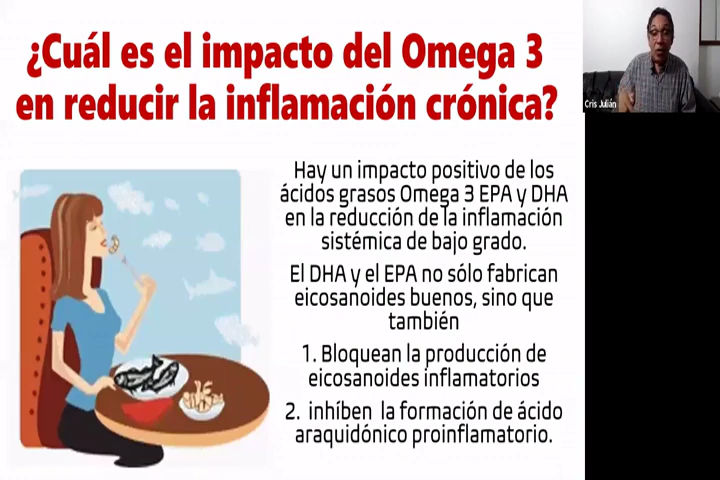 ¿Cuál es el impacto del Omega 3
en reducir la inflamación crónica?
Cris Julián
Hay un impacto positivo de los
ácidos grasos Omega 3 EPA y DHA
en la reducción de la inflamación
sistémica de bajo grado.
El DHA y el EPA no sólo fabrican
eicosanoides buenos, sino que
también
1. Bloquean la producción de
eicosanoides inflamatorios
2. inhíben la formación de ácido
araquidónico proinflamatorio.